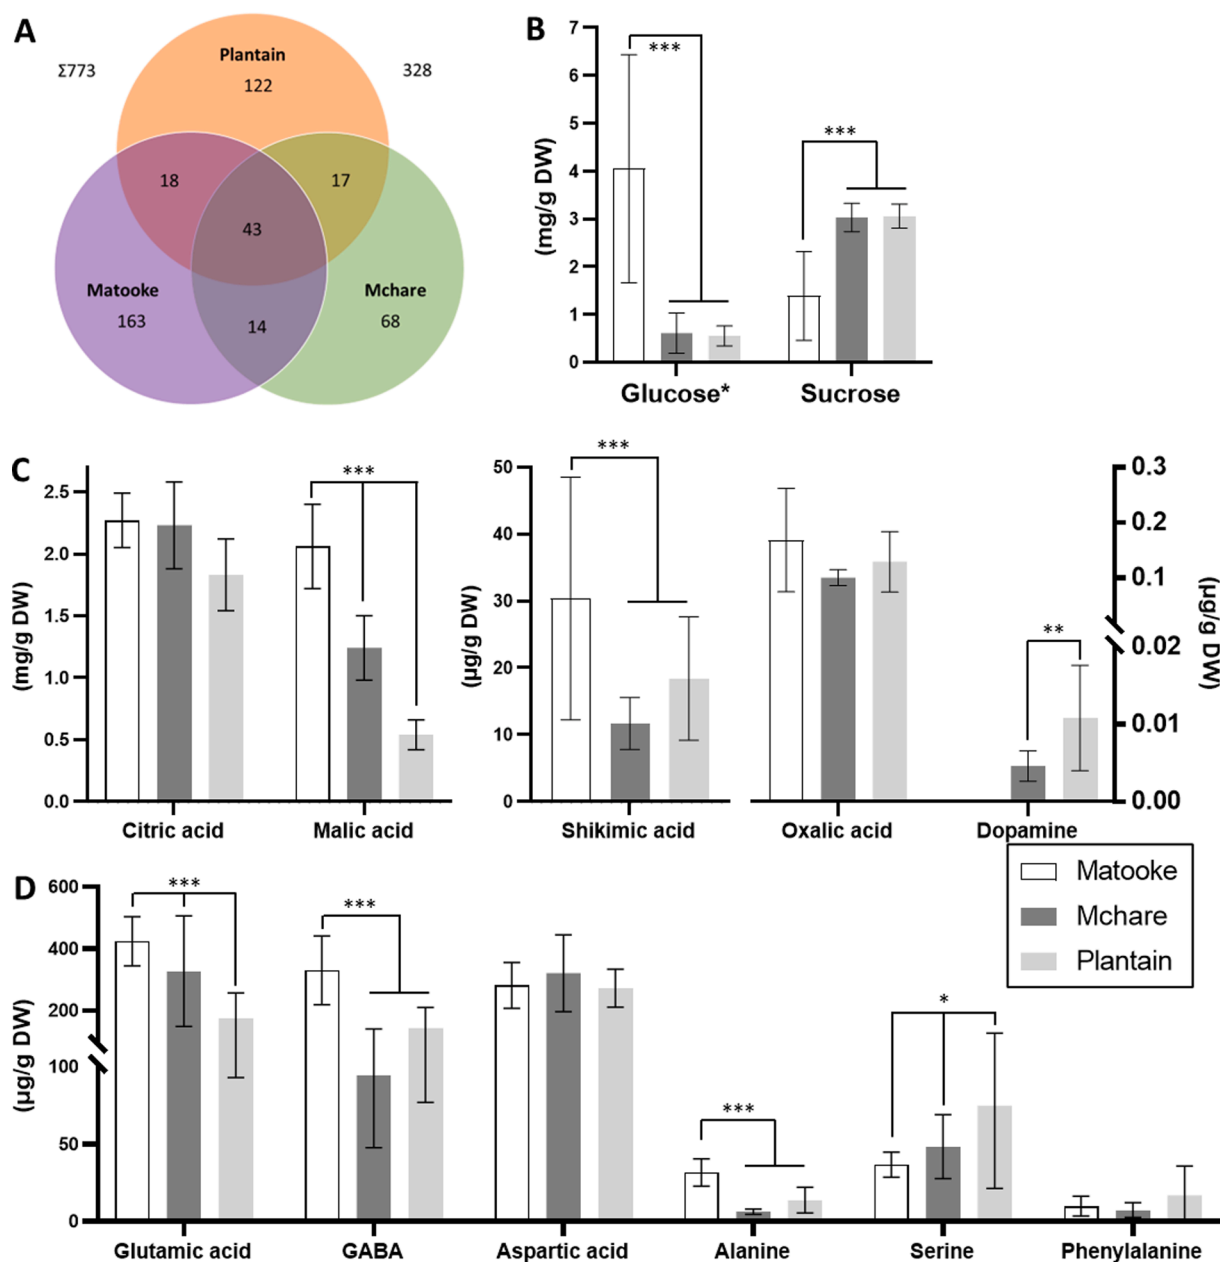 A
Σ773
328
Plantain
122
18
17
43
Matooke
163
14
Mchare
68
B
(mg/g DW)
7
6
5
4
3
2
1
0
***
***
Glucose*
Sucrose
C
(mg/g DW)
2.5
2.0
1.5
1.0
0.5
0.0
***
Citric acid
Malic acid
(µg/g DW)
50
40
30
20
10
0
***
Shikimic acid
Oxalic acid
Dopamine
**
0.3
0.2
0.1
0.02
0.01
0.00
(µg/g DW)
Matooke
Mchare
Plantain
D
(µg/g DW)
600
400
200
100
50
0
***
***
***
*
Glutamic acid
GABA
Aspartic acid
Alanine
Serine
Phenylalanine